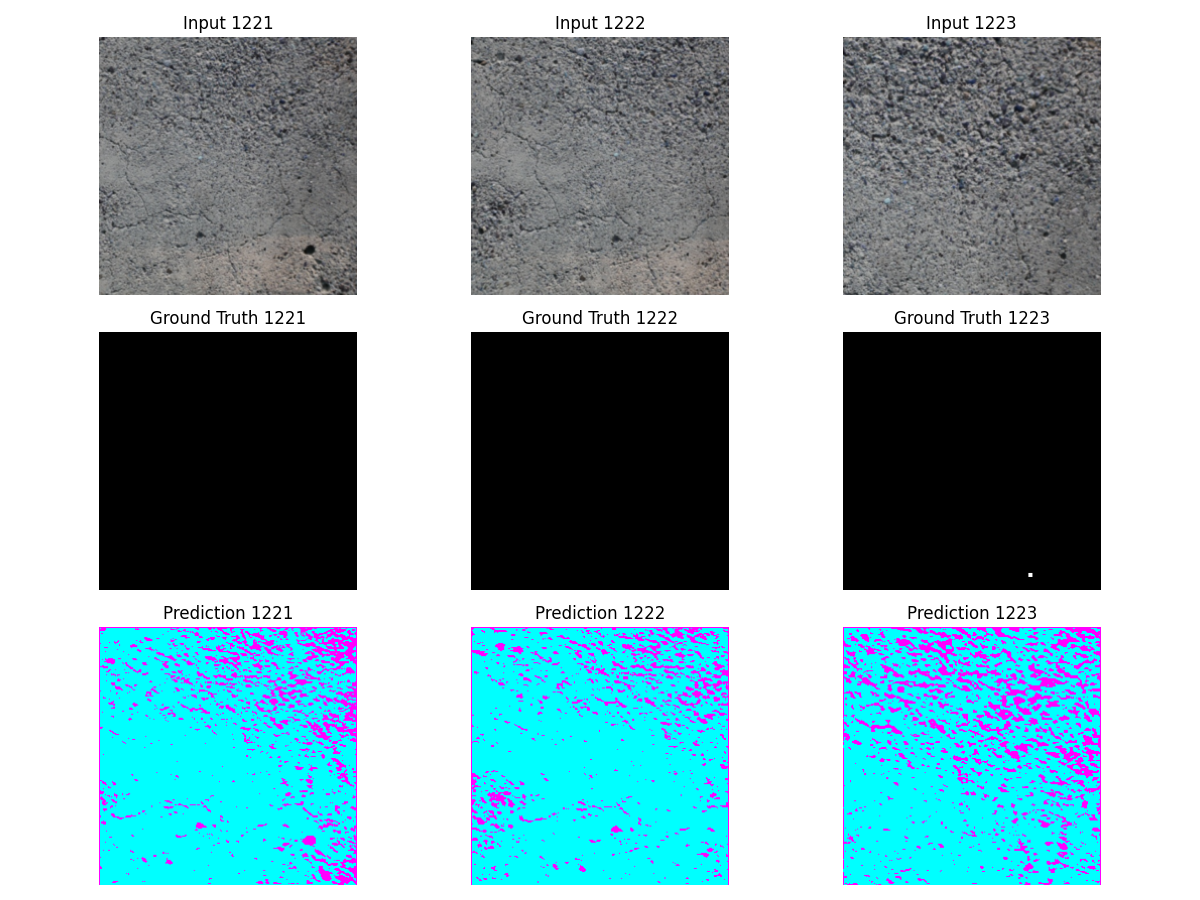 Input 1221
Input 1222
Input 1223
Ground Truth 1221
Ground Truth 1222
Ground Truth 1223
Prediction 1221
Prediction 1222
Prediction 1223